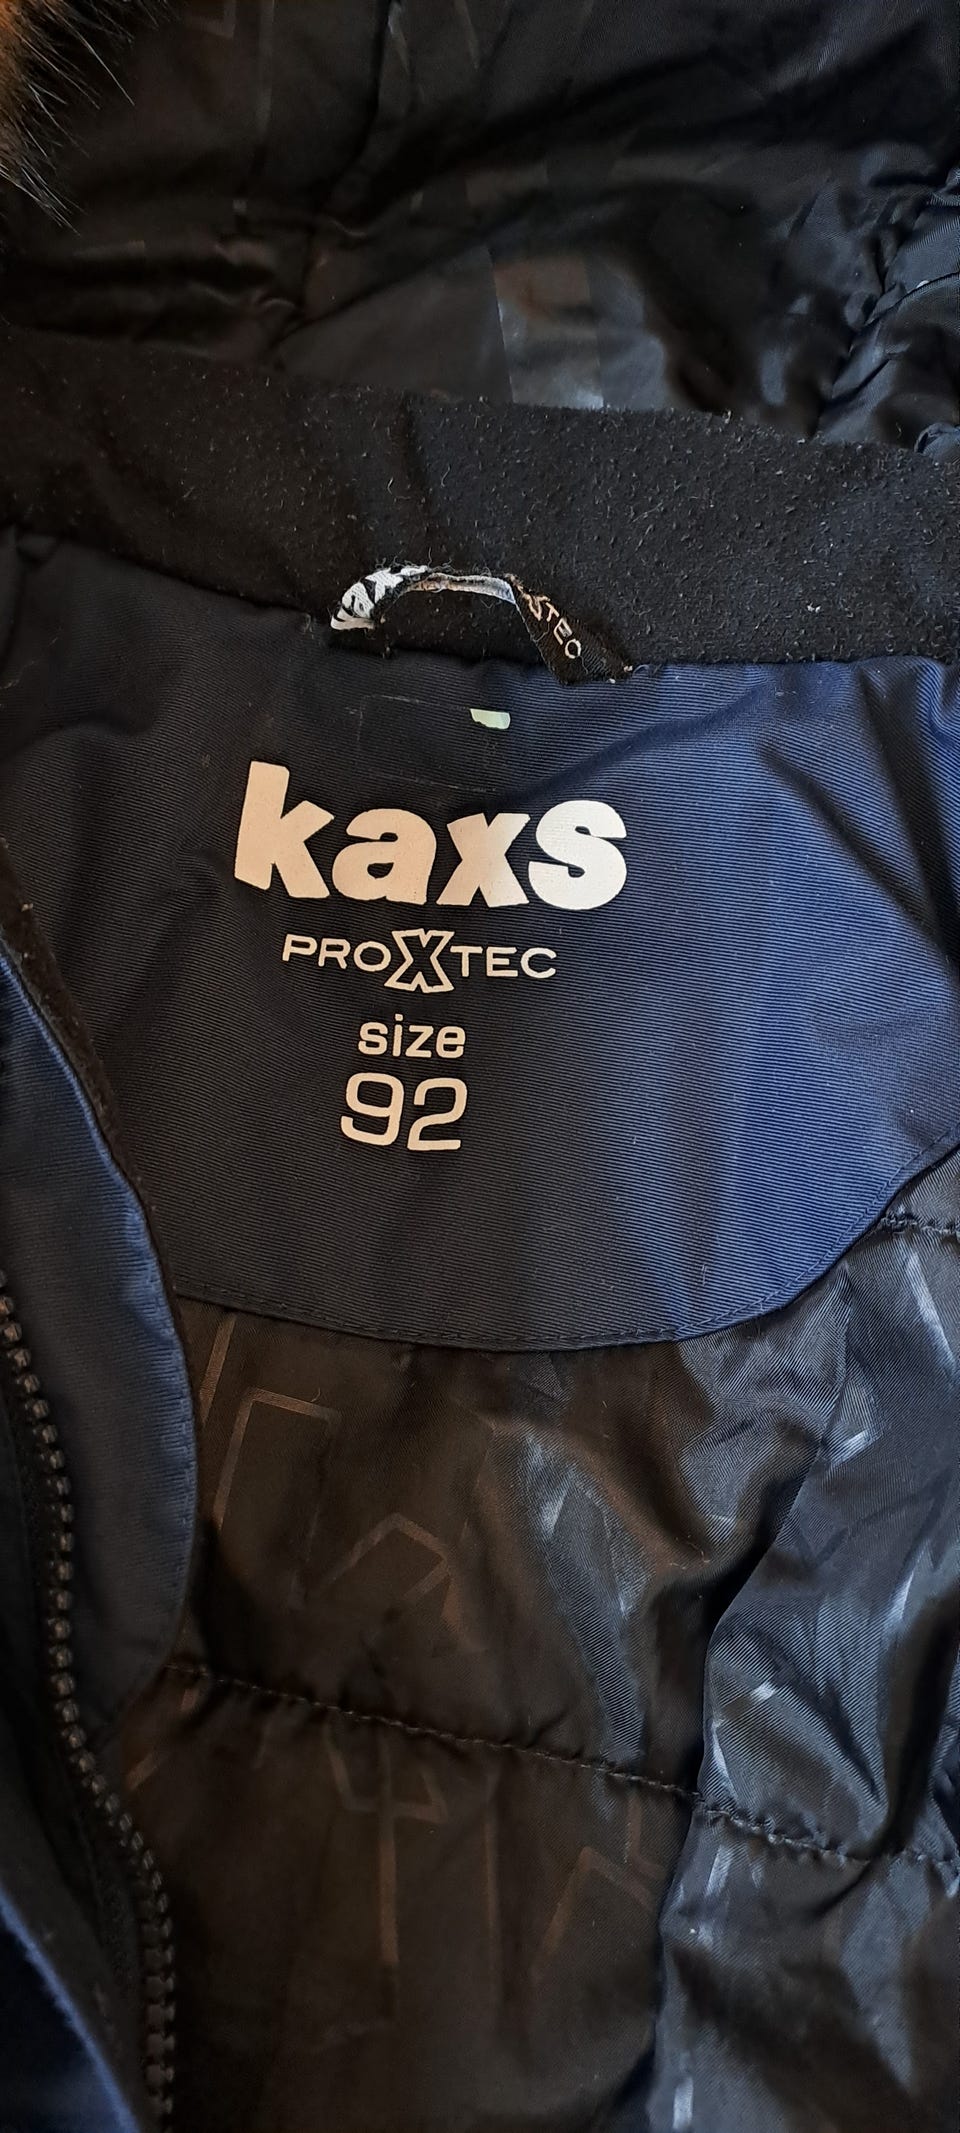 kaxs
PROXTEC
size
92